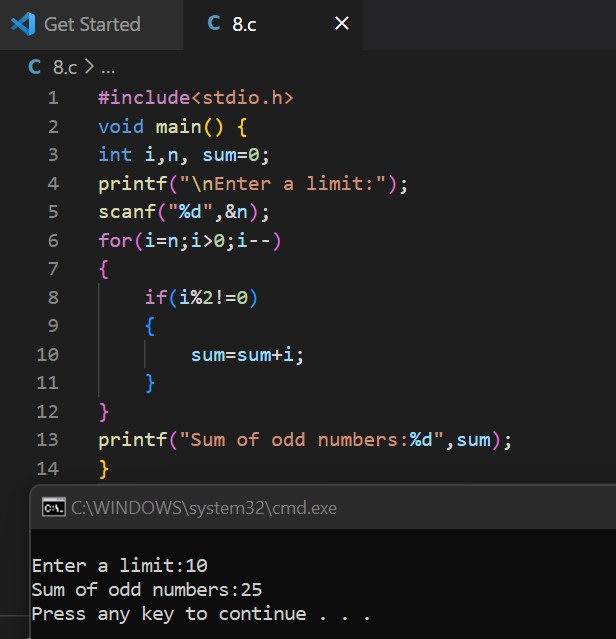 Get Started
C 8.c ×
C 8.c > ...
1 #include<stdio.h>
2 void main() {
3 int i,n, sum=0;
4 printf("\nEnter a limit:");
5 scanf("%d",&n);
6 for(i=n;i>0;i--)
7 {
8 if(i%2!=0)
9 {
10 sum=sum+i;
11 }
12 }
13 printf("Sum of odd numbers:%d",sum);
14 }
C:\WINDOWS\system32\cmd.exe
Enter a limit:10
Sum of odd numbers:25
Press any key to continue . . .